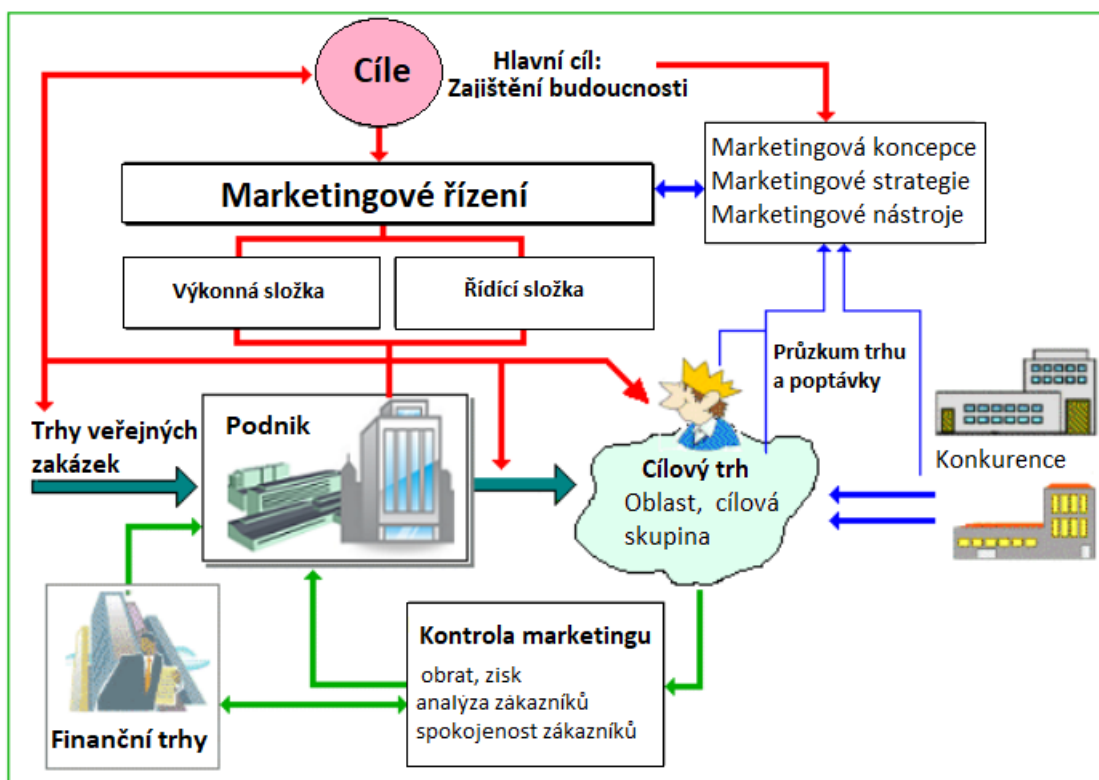 Cíle
Hlavní cíl:
Zajištění budoucnosti
Marketingová koncepce
Marketingové strategie
Marketingové nástroje
Marketingové řízení
Výkonná složka
Řídící složka
Průzkum trhu
a poptávky
Trhy veřejných
zakázek
Podnik
Konkurence
Cílový trh
Oblast, cílová
skupina
Kontrola marketingu
obrat, zisk
analýza zákazníků
spokojenost zákazníků
Finanční trhy